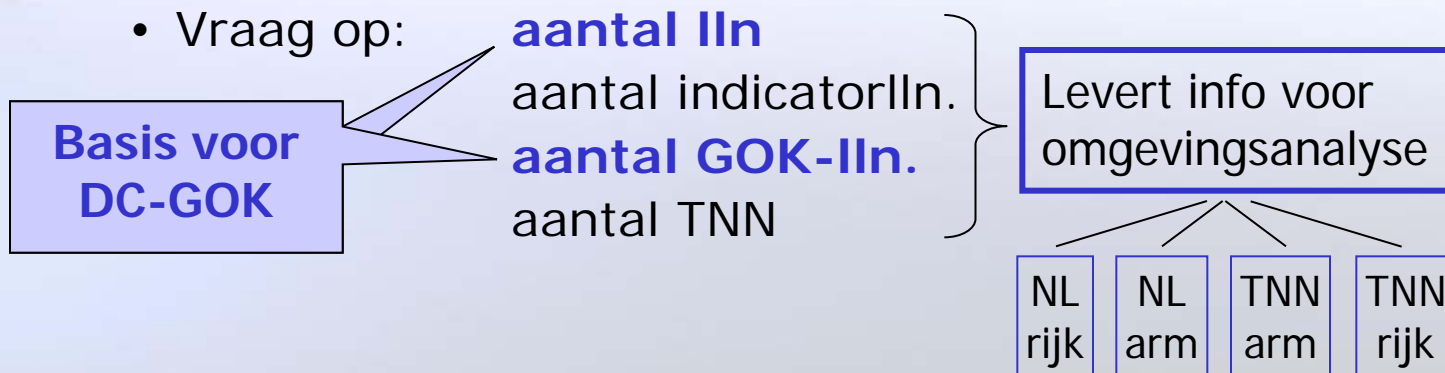 • Vraag op:
aantal lln
aantal indicatorlln.
aantal GOK-lln.
aantal TNN
Basis voor
DC-GOK
Levert info voor
omgevingsanalyse
NL
rijk
NL
arm
TNN
arm
TNN
rijk